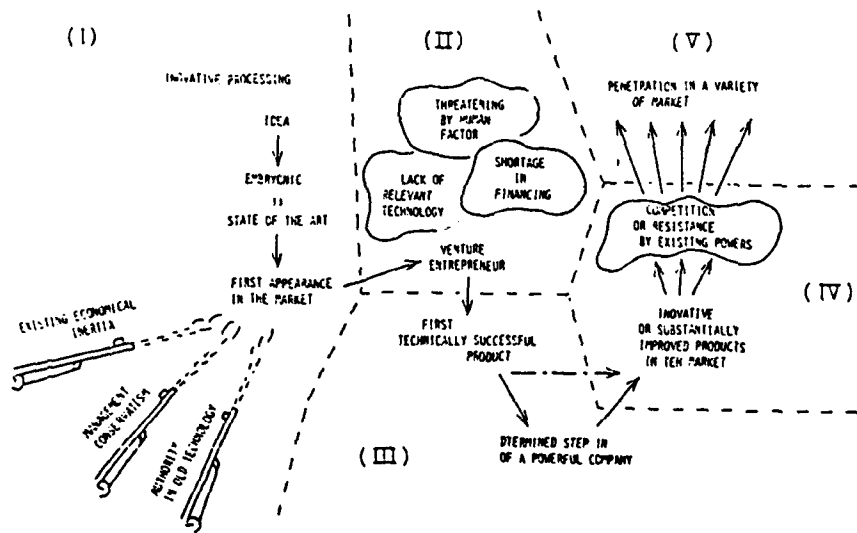 (I)
INOVATIVE PROCESSING
IDEA
EMBRYONIC
STATE OF THE ART
FIRST APPEARANCE
IN THE MARKET
EXISTING ECONOMICAL
INERTIA
MANAGEMENT
CONSERVATISM
AUTHORITY
IN OLD TECHNOLOGY
(II)
THREATENING
BY HUMAN
FACTOR
LACK OF
RELEVANT
TECHNOLOGY
SHORTAGE
IN
FINANCING
VENTURE
ENTREPRENEUR
FIRST
TECHNICALLY SUCCESSFUL
PRODUCT
(III)
DTERMINED STEP IN
OF A POWERFUL COMPANY
(V)
PENETRATION IN A VARIETY
OF MARKET
COMPETITION
OR RESISTANCE
BY EXISTING POWERS
(IV)
INOVATIVE
OR SUBSTANTIALLY
IMPROVED PRODUCTS
IN TEH MARKET